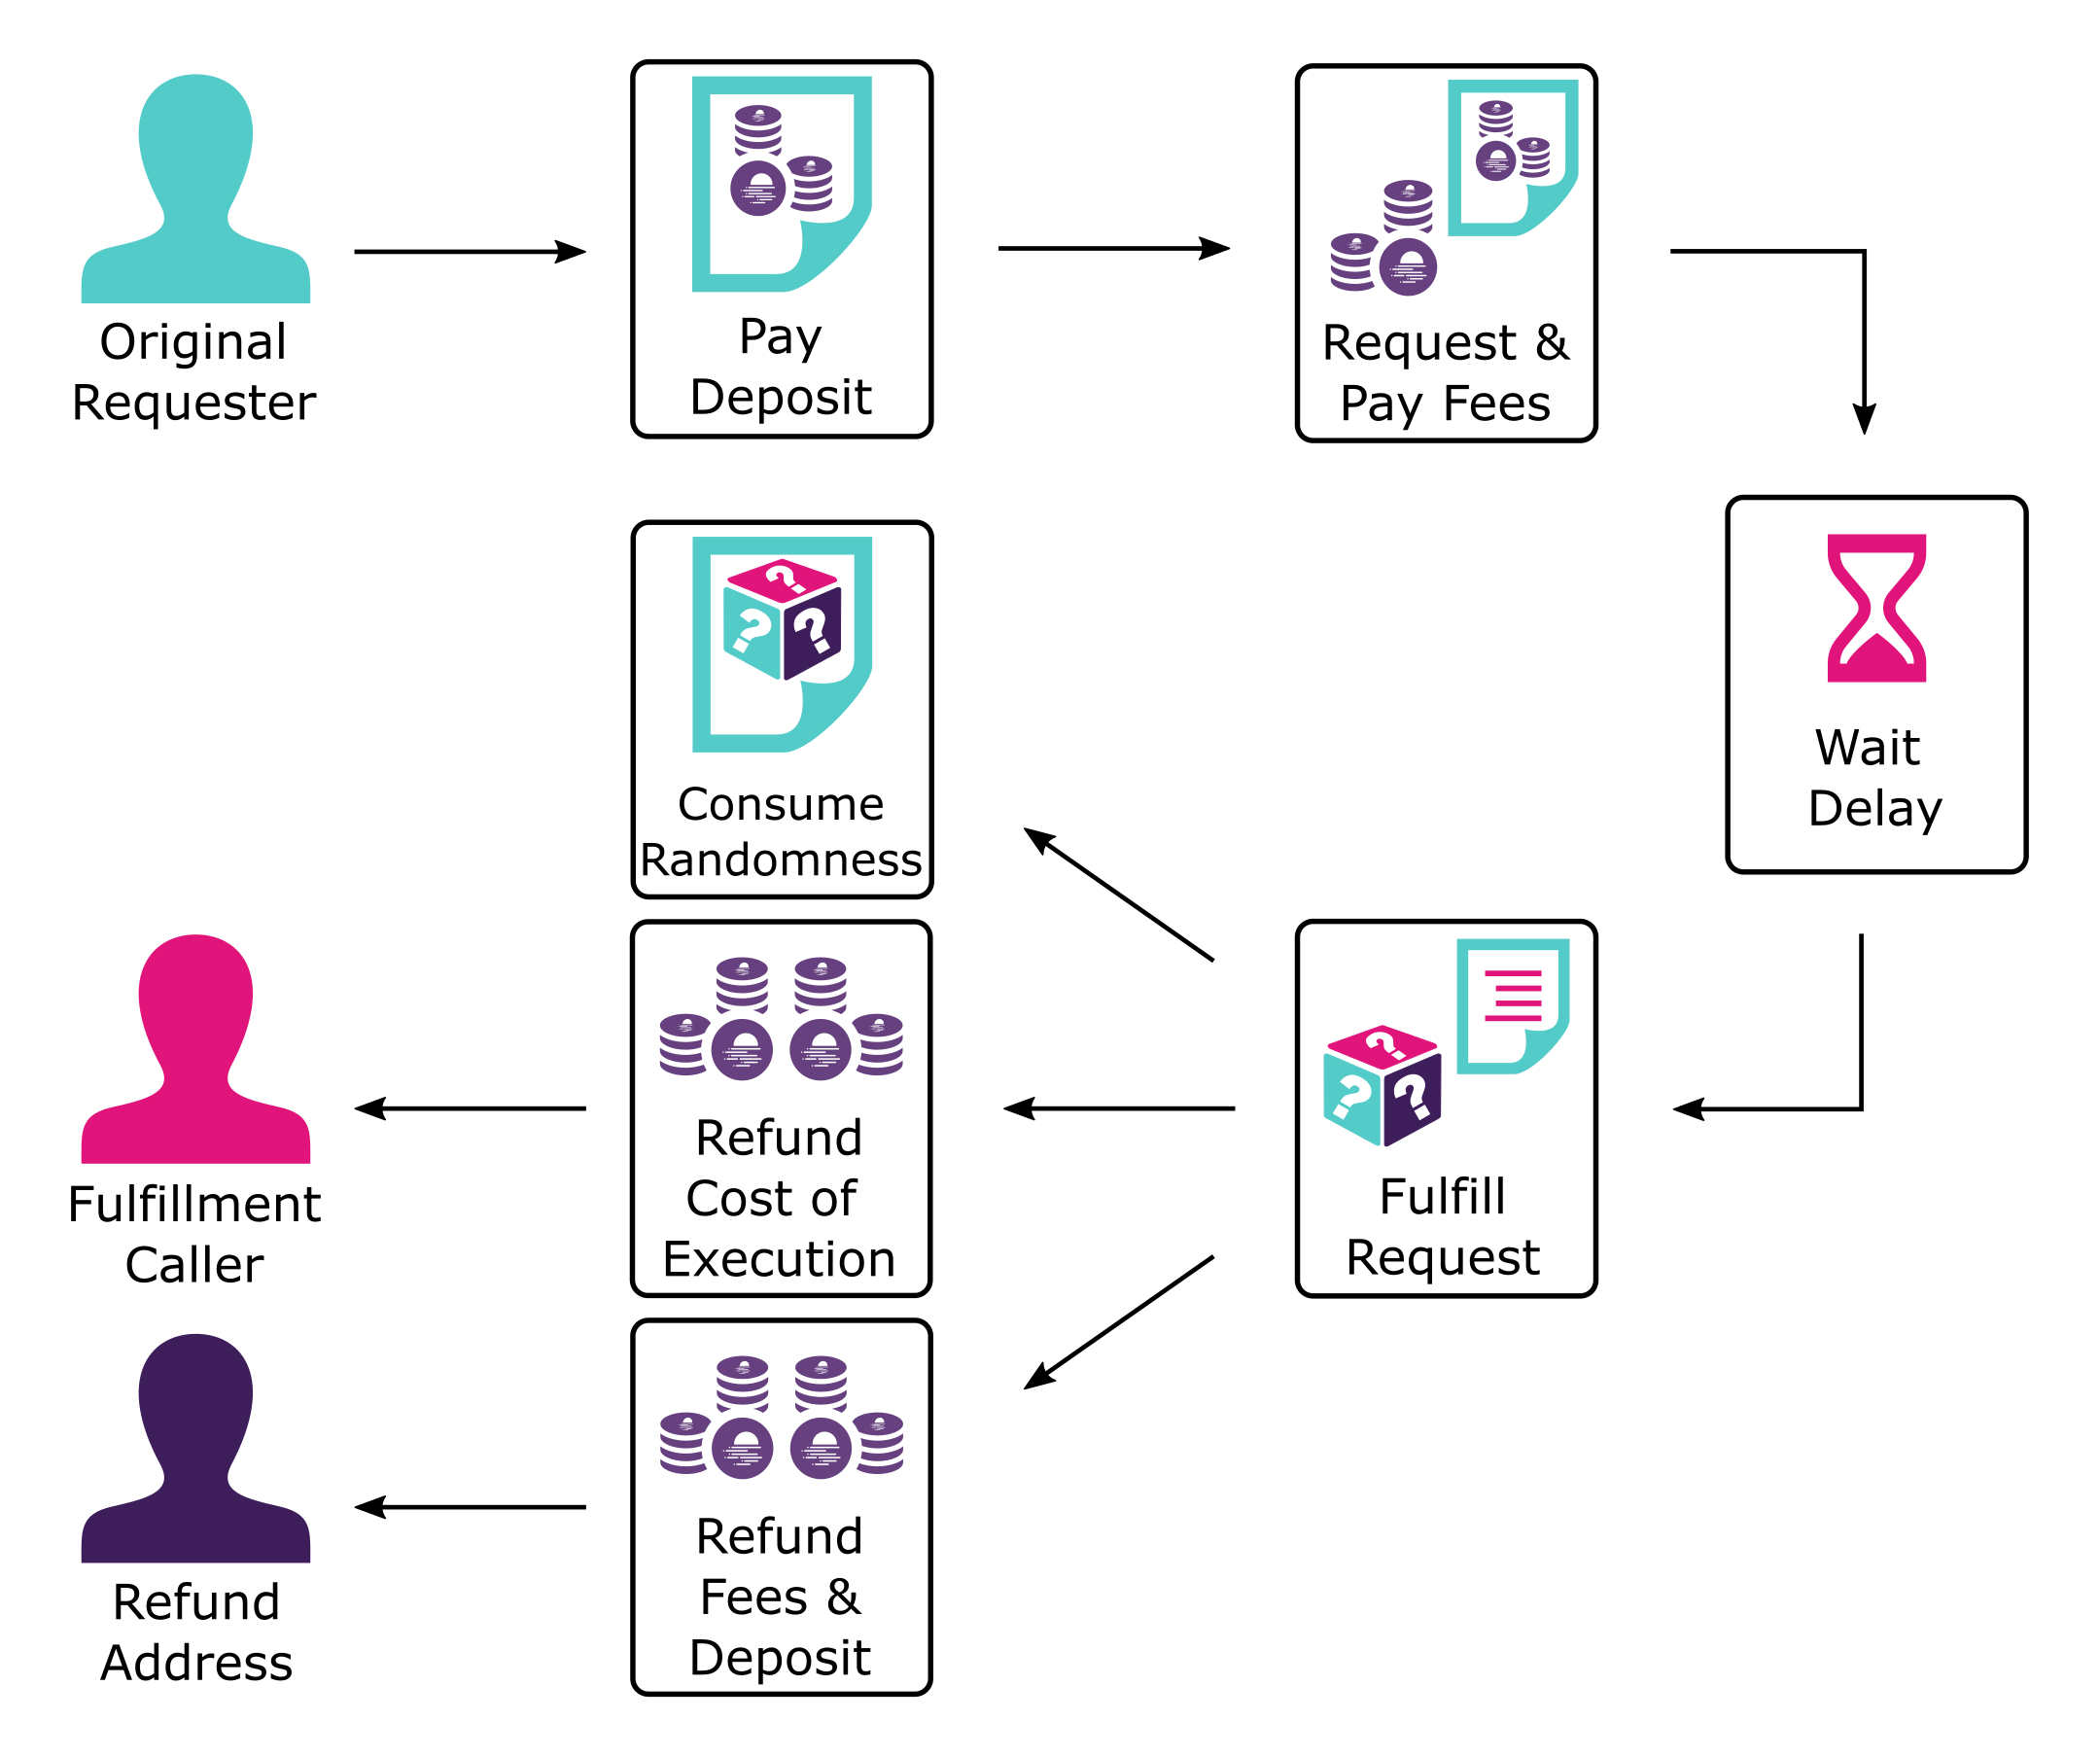 Original
Requester
Pay
Deposit
Request &
Pay Fees
Wait
Delay
Fulfill
Request
Consume
Randomness
Refund
Cost of
Execution
Fulfillment
Caller
Refund
Fees &
Deposit
Refund
Address